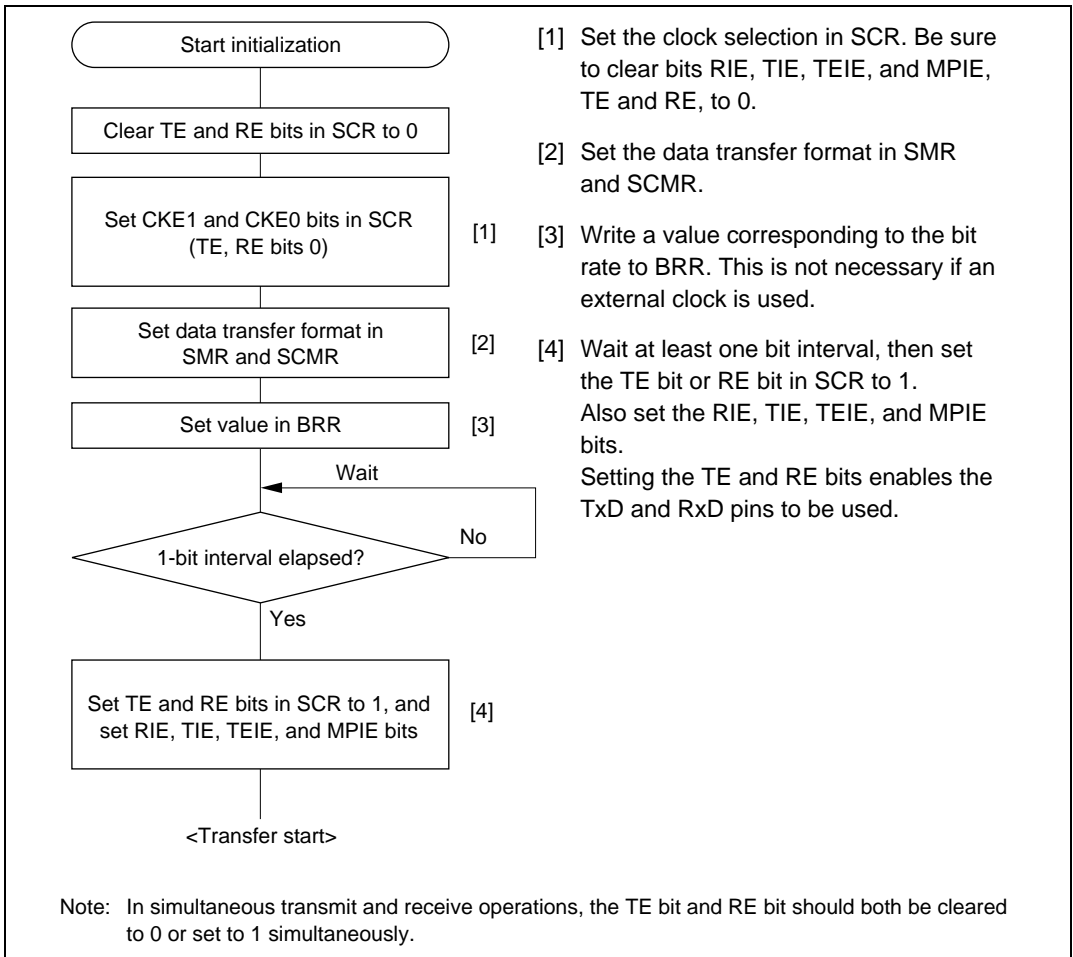 Start initialization
Clear TE and RE bits in SCR to 0
Set CKE1 and CKE0 bits in SCR
(TE, RE bits 0)
[1]
Set data transfer format in
SMR and SCMR
[2]
Set value in BRR
[3]
Wait
1-bit interval elapsed?
No
Yes
Set TE and RE bits in SCR to 1, and
set RIE, TIE, TEIE, and MPIE bits
[4]
<Transfer start>
[1] Set the clock selection in SCR. Be sure
to clear bits RIE, TIE, TEIE, and MPIE,
TE and RE, to 0.
[2] Set the data transfer format in SMR
and SCMR.
[3] Write a value corresponding to the bit
rate to BRR. This is not necessary if an
external clock is used.
[4] Wait at least one bit interval, then set
the TE bit or RE bit in SCR to 1.
Also set the RIE, TIE, TEIE, and MPIE
bits.
Setting the TE and RE bits enables the
TxD and RxD pins to be used.
Note: In simultaneous transmit and receive operations, the TE bit and RE bit should both be cleared
to 0 or set to 1 simultaneously.